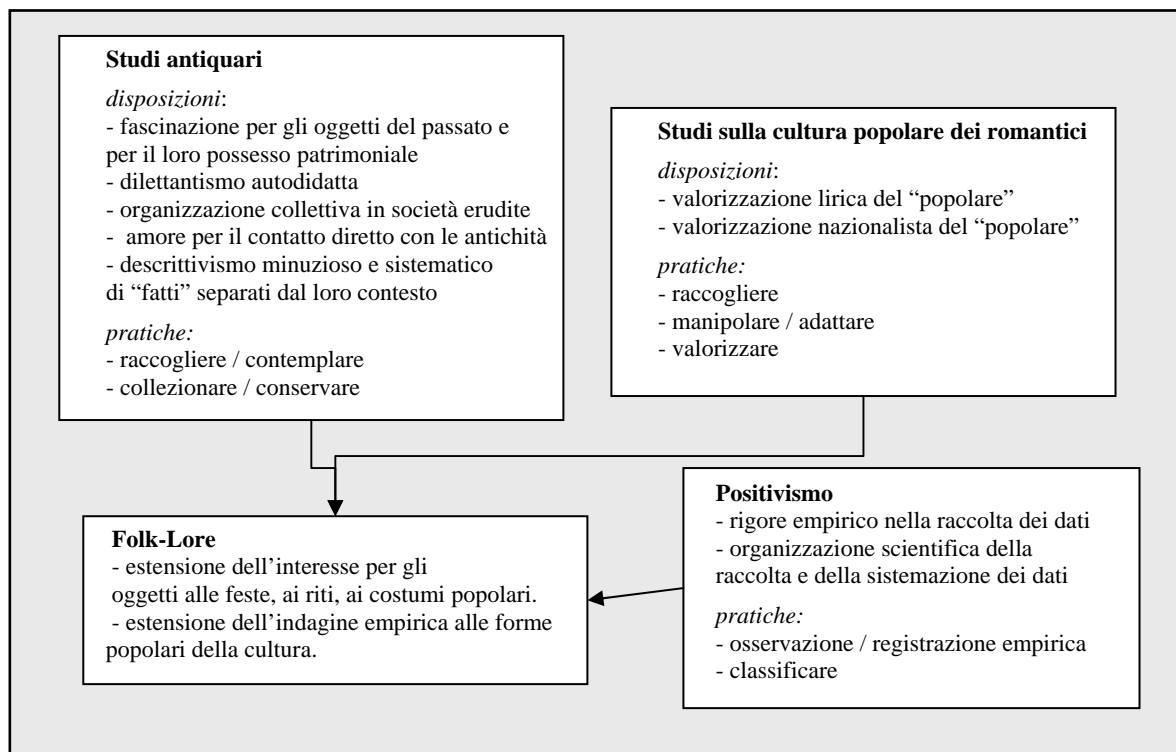 Studi antiquari
disposizioni:
- fascinazione per gli oggetti del passato e
per il loro possesso patrimoniale
- dilettantismo autodidatta
- organizzazione collettiva in società erudite
- amore per il contatto diretto con le antichità
- descrittivismo minuzioso e sistematico
di “fatti” separati dal loro contesto
pratiche:
- raccogliere / contemplare
- collezionare / conservare
Studi sulla cultura popolare dei romantici
disposizioni:
- valorizzazione lirica del “popolare”
- valorizzazione nazionalista del “popolare”
pratiche:
- raccogliere
- manipolare / adattare
- valorizzare
Folk-Lore
- estensione dell’interesse per gli
oggetti alle feste, ai riti, ai costumi popolari.
- estensione dell’indagine empirica alle forme
popolari della cultura.
Positivismo
- rigore empirico nella raccolta dei dati
- organizzazione scientifica della
raccolta e della sistemazione dei dati
pratiche:
- osservazione / registrazione empirica
- classificare